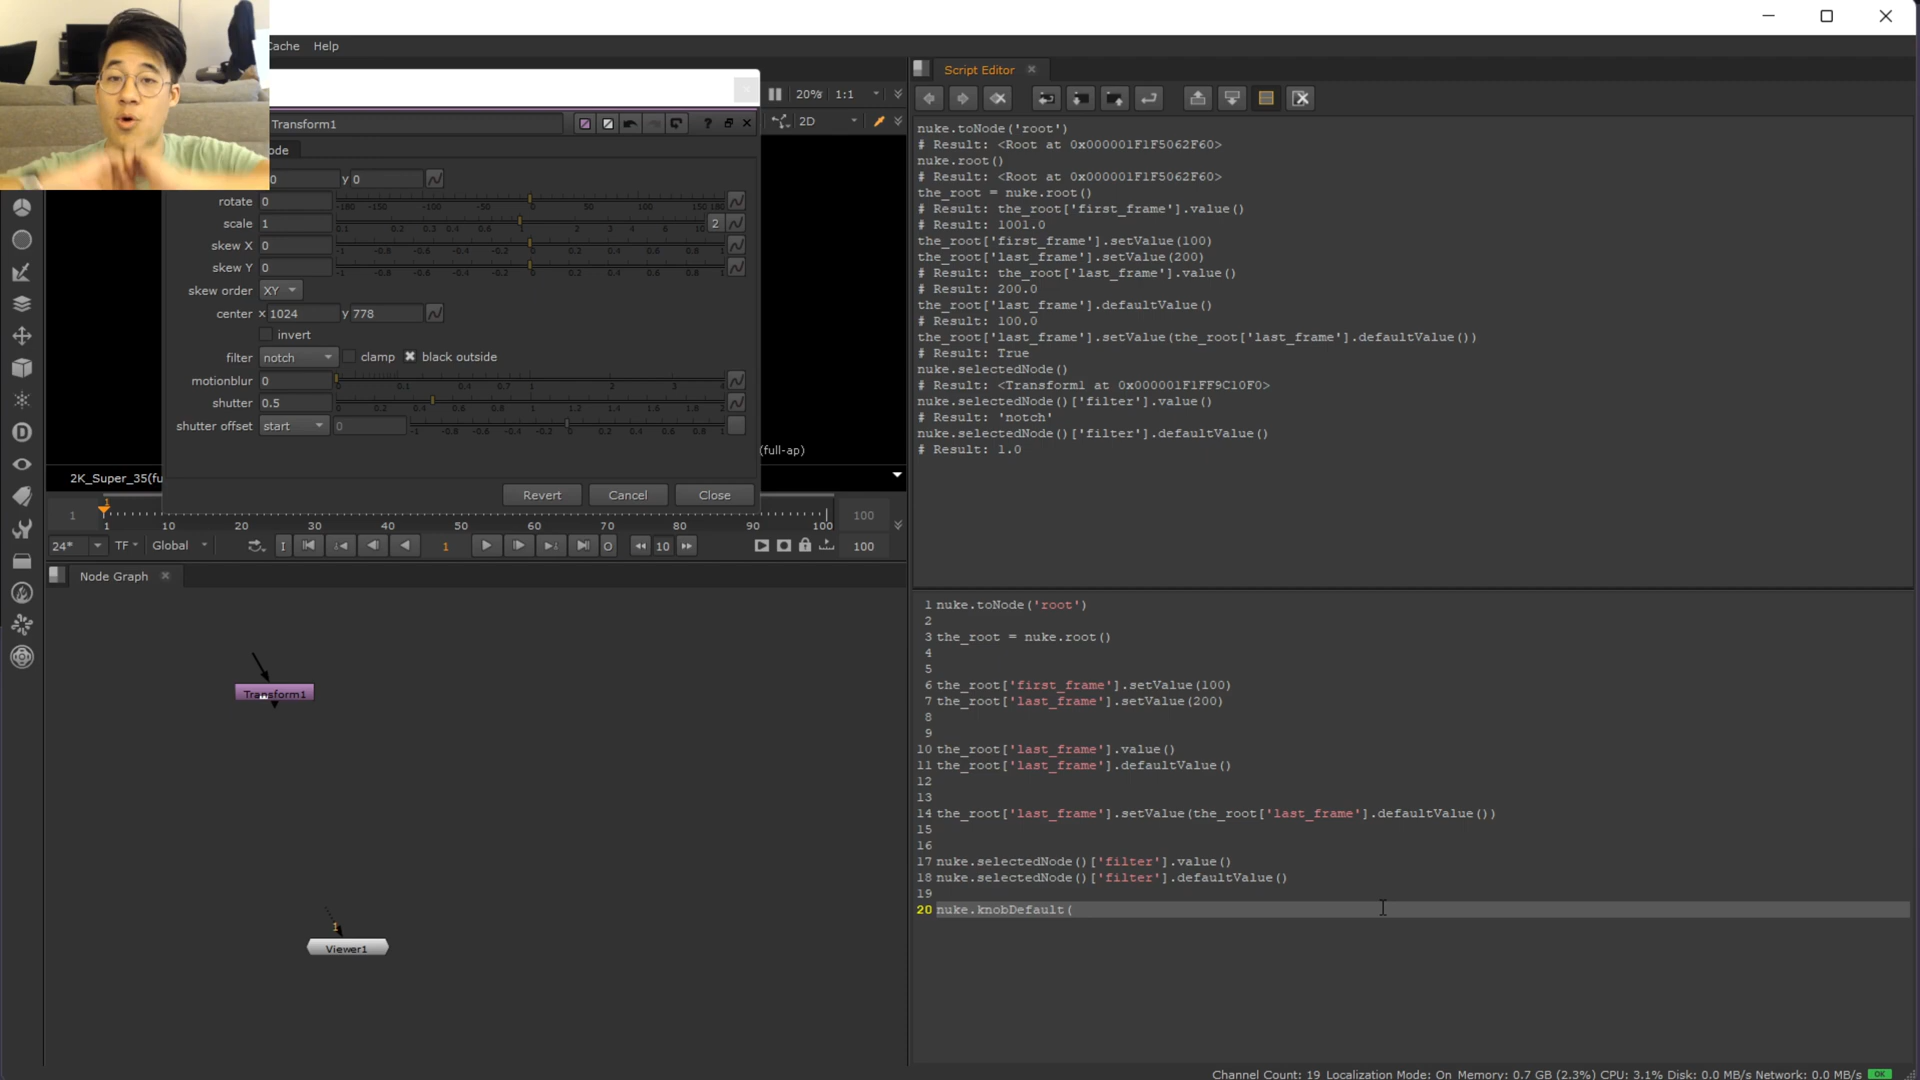 Cache Help
Transform1
ode
0 y 0
rotate 0
scale 1 2
skew X 0
skew Y 0
skew order XY
center x 1024 y 778
invert
filter notch clamp black outside
motionblur 0
shutter 0.5
shutter offset start 0
Revert Cancel Close
20% 1:1
2D
(full-ap)
2K_Super_35(fu
1
1 1 10 20 30 40 50 60 70 80 90 100 100
24* TF Global 1 10 100
Node Graph
Transform1
1
Viewer1
Script Editor
nuke.toNode('root')
# Result: <Root at 0x000001F1F5062F60>
nuke.root()
# Result: <Root at 0x000001F1F5062F60>
the_root = nuke.root()
# Result: the_root['first_frame'].value()
# Result: 1001.0
the_root['first_frame'].setValue(100)
the_root['last_frame'].setValue(200)
# Result: the_root['last_frame'].value()
# Result: 200.0
the_root['last_frame'].defaultValue()
# Result: 100.0
the_root['last_frame'].setValue(the_root['last_frame'].defaultValue())
# Result: True
nuke.selectedNode()
# Result: <Transform1 at 0x000001F1FF9C10F0>
nuke.selectedNode()['filter'].value()
# Result: 'notch'
nuke.selectedNode()['filter'].defaultValue()
# Result: 1.0
1 nuke.toNode('root')
2
3 the_root = nuke.root()
4
5
6 the_root['first_frame'].setValue(100)
7 the_root['last_frame'].setValue(200)
8
9
10 the_root['last_frame'].value()
11 the_root['last_frame'].defaultValue()
12
13
14 the_root['last_frame'].setValue(the_root['last_frame'].defaultValue())
15
16
17 nuke.selectedNode()['filter'].value()
18 nuke.selectedNode()['filter'].defaultValue()
19
20 nuke.knobDefault(
Channel Count: 19 Localization Mode: On Memory: 0.7 GB (2.3%) CPU: 3.1% Disk: 0.0 MB/s Network: 0.0 MB/s OK